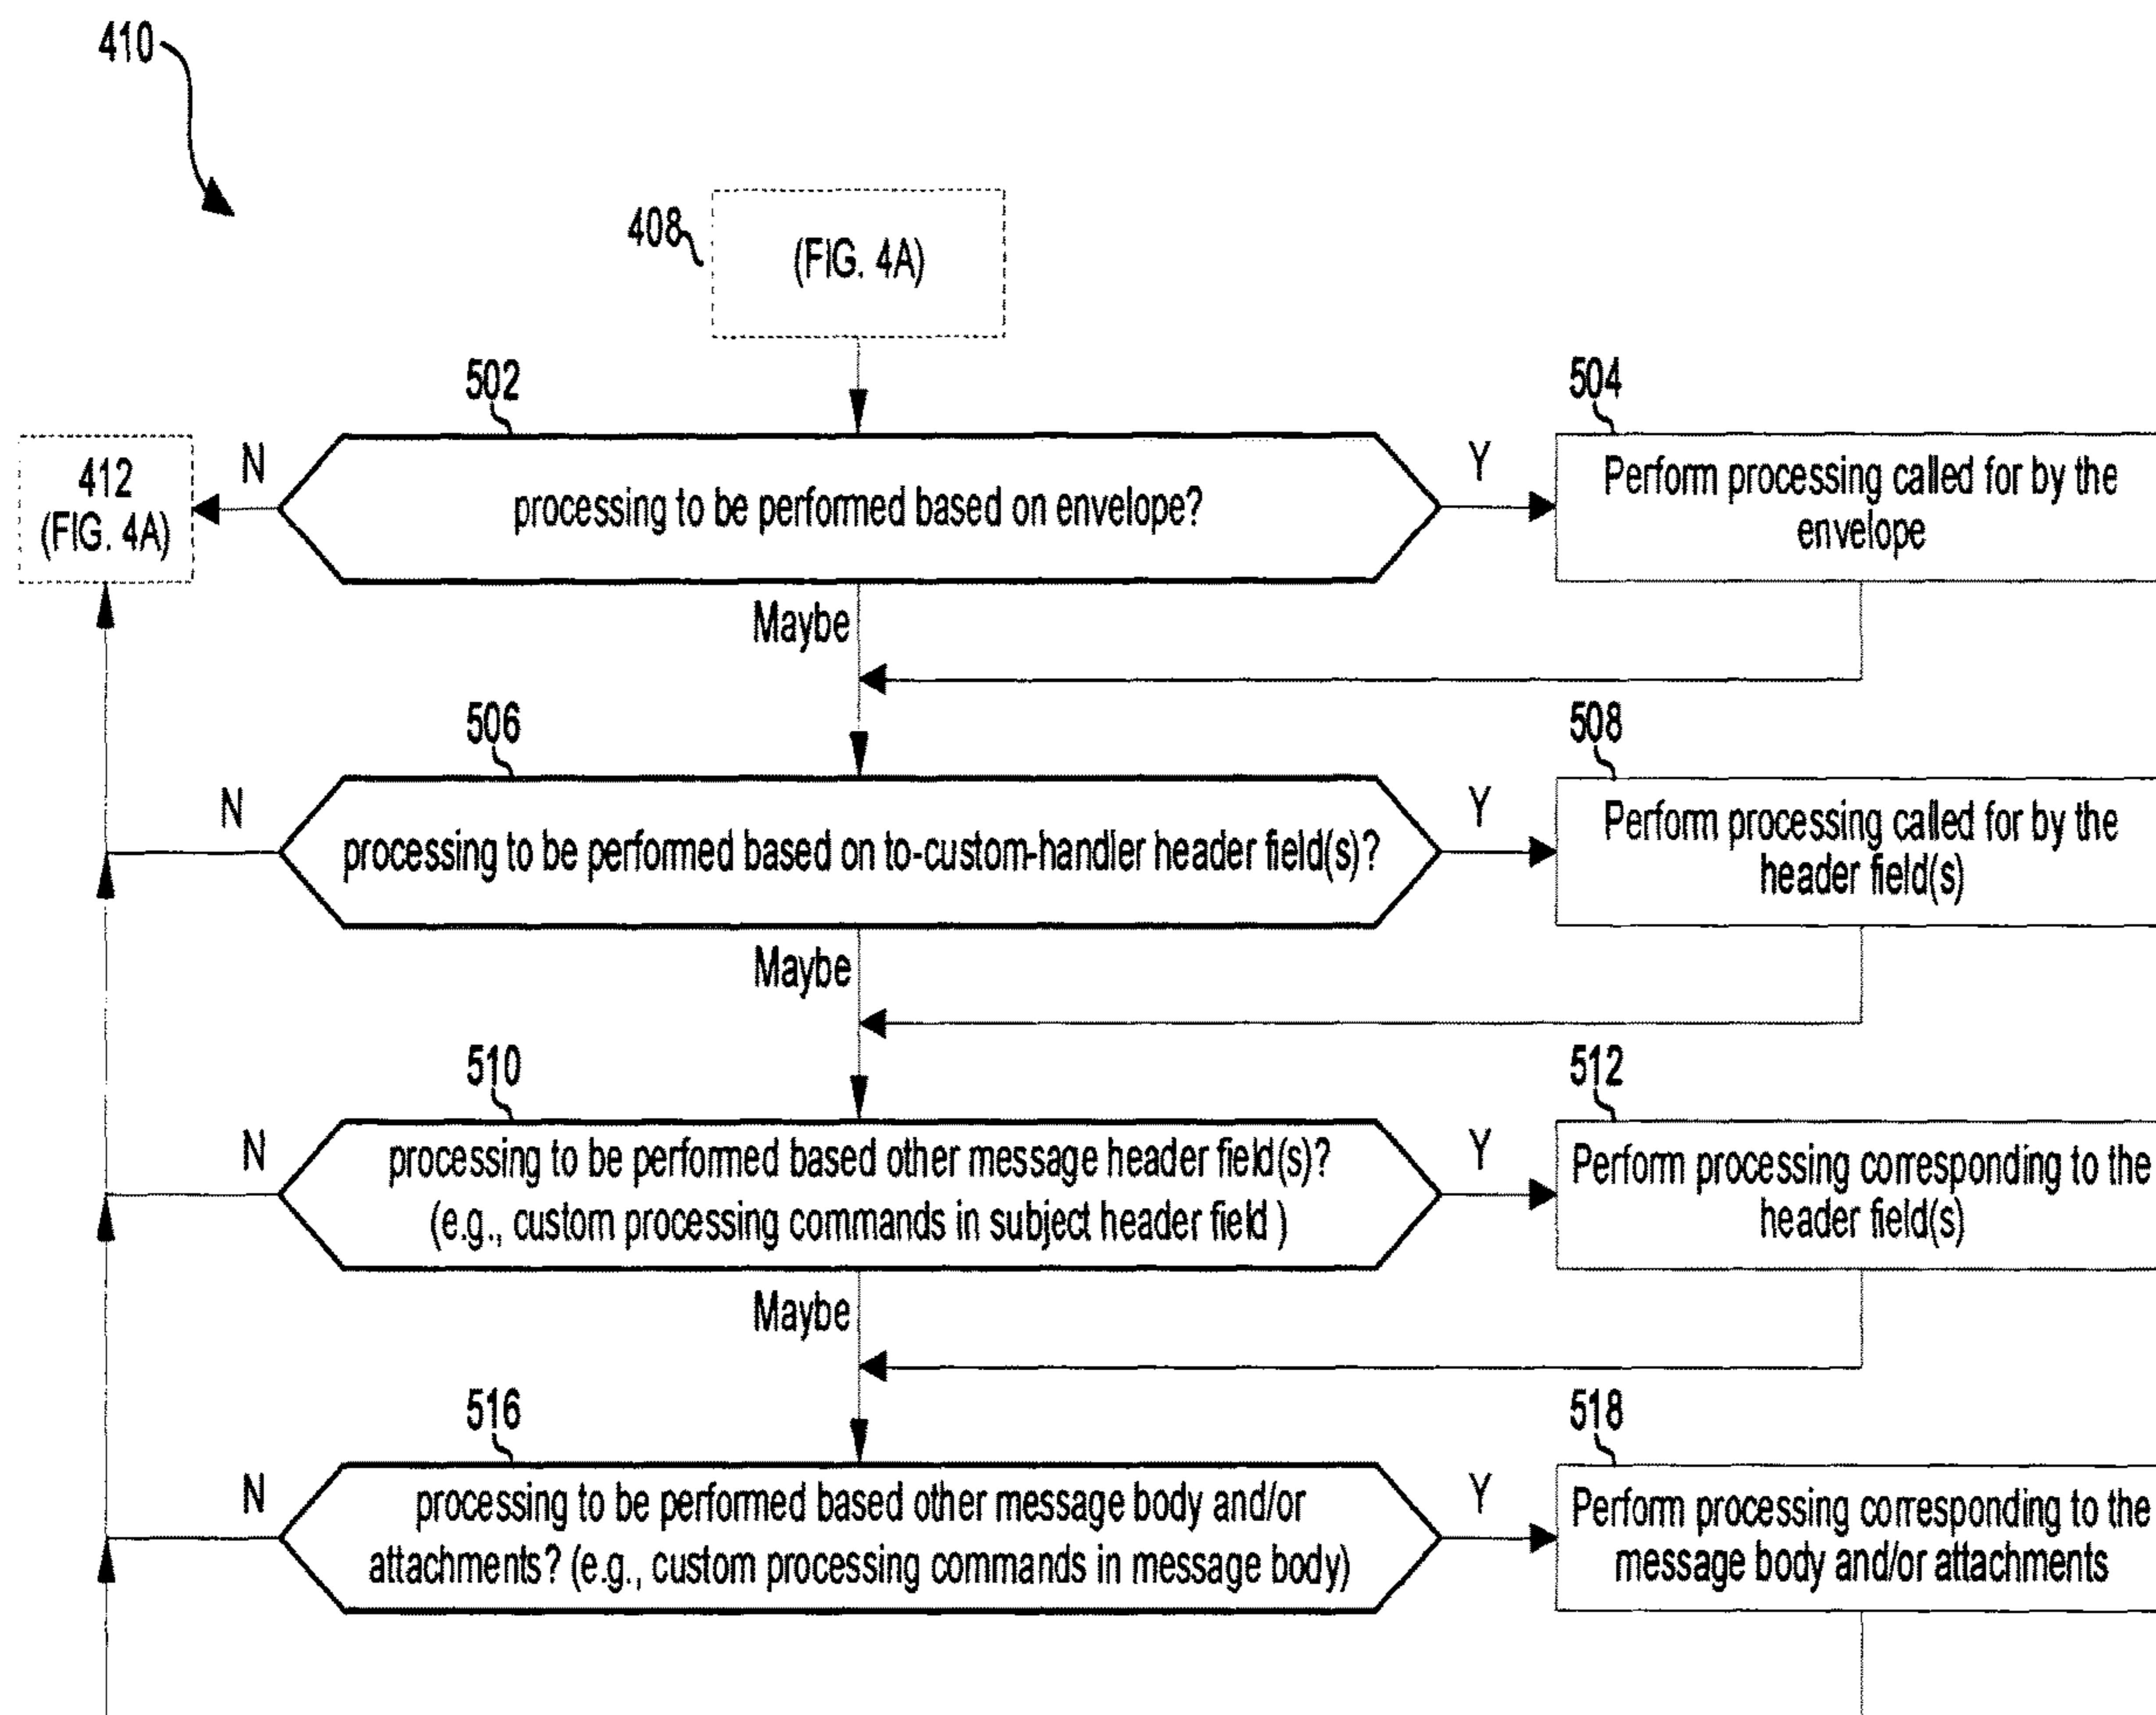 410
408
(FIG. 4A)
502
504
412
(FIG. 4A)
N
processing to be performed based on envelope?
Y
Perform processing called for by the
envelope
Maybe
506
508
N
processing to be performed based on to-custom-handler header field(s)?
Y
Perform processing called for by the
header field(s)
Maybe
510
512
N
processing to be performed based other message header field(s)?
(e.g., custom processing commands in subject header field )
Y
Perform processing corresponding to the
header field(s)
Maybe
516
518
N
processing to be performed based other message body and/or
attachments? (e.g., custom processing commands in message body)
Y
Perform processing corresponding to the
message body and/or attachments